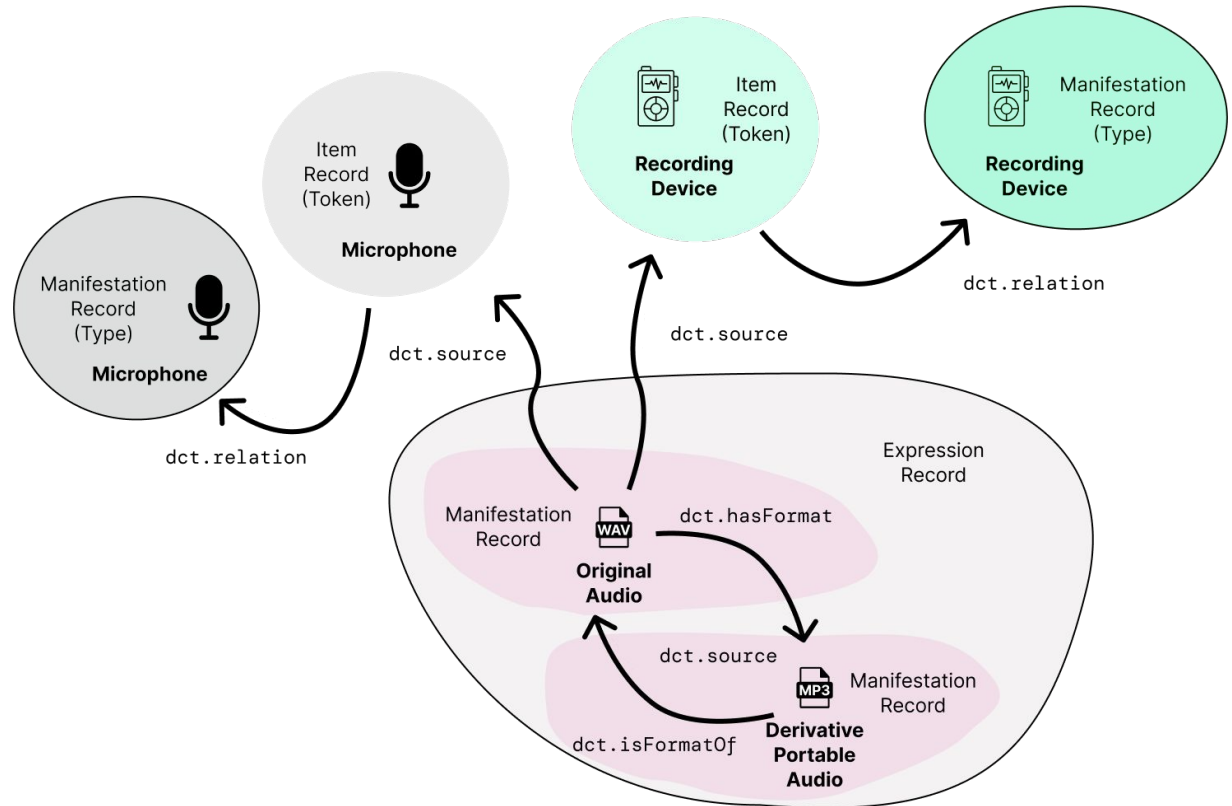 Item
Record
(Token)
Recording
Device
Manifestation
Record
(Type)
Recording
Device
Item
Record
(Token)
Microphone
Manifestation
Record
(Type)
Microphone
dct.relation
dct.source
dct.source
dct.relation
Expression
Record
Manifestation
Record
WAV
Original
Audio
dct.hasFormat
dct.source
MP3
Manifestation
Record
dct.isFormatOf
Derivative
Portable
Audio